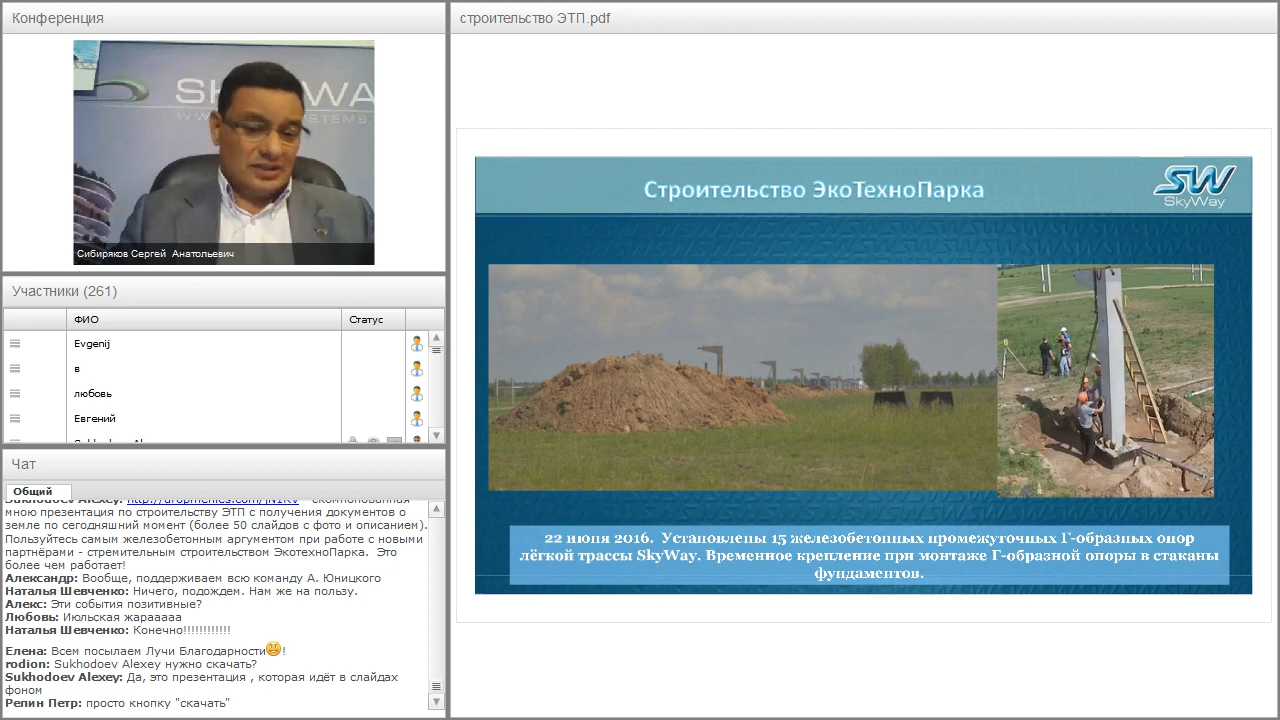 Конференция
SKYWA
Сибиряков Сергей Анатольевич
Участники (261)
ФИО
Статус
Evgenij
в
любовь
Евгений
Чат
Общий
Sukhodoev Alexey:
мною презентация по строительству ЭТП с получения документов о
земле по сегодняшний момент (более 50 слайдов с фото и описанием).
Пользуйтесь самым железобетонным аргументом при работе с новыми
партнёрами - стремительным строительством ЭкотехноПарка. Это
более чем работает!
Александр: Вообще, поддерживаем всю команду А. Юницкого
Наталья Шевченко: Ничего, подождем. Нам же на пользу.
Алекс: Эти события позитивные?
Любовь: Июльская жарааааа
Наталья Шевченко: Конечно!!!!!!!!!!!!
Елена: Всем посылаем Лучи Благодарности!
rodion: Sukhodoev Alexey нужно скачать?
Sukhodoev Alexey: Да, это презентация , которая идёт в слайдах
фоном
Репин Петр: просто кнопку "скачать"
строительство ЭТП.pdf
Строительство ЭкоТехноПарка
SW
SkyWay
22 июня 2016. Установлены 15 железобетонных промежуточных Г-образных опор
лёгкой трассы SkyWay. Временное крепление при монтаже Г-образной опоры в стаканы
фундаментов.